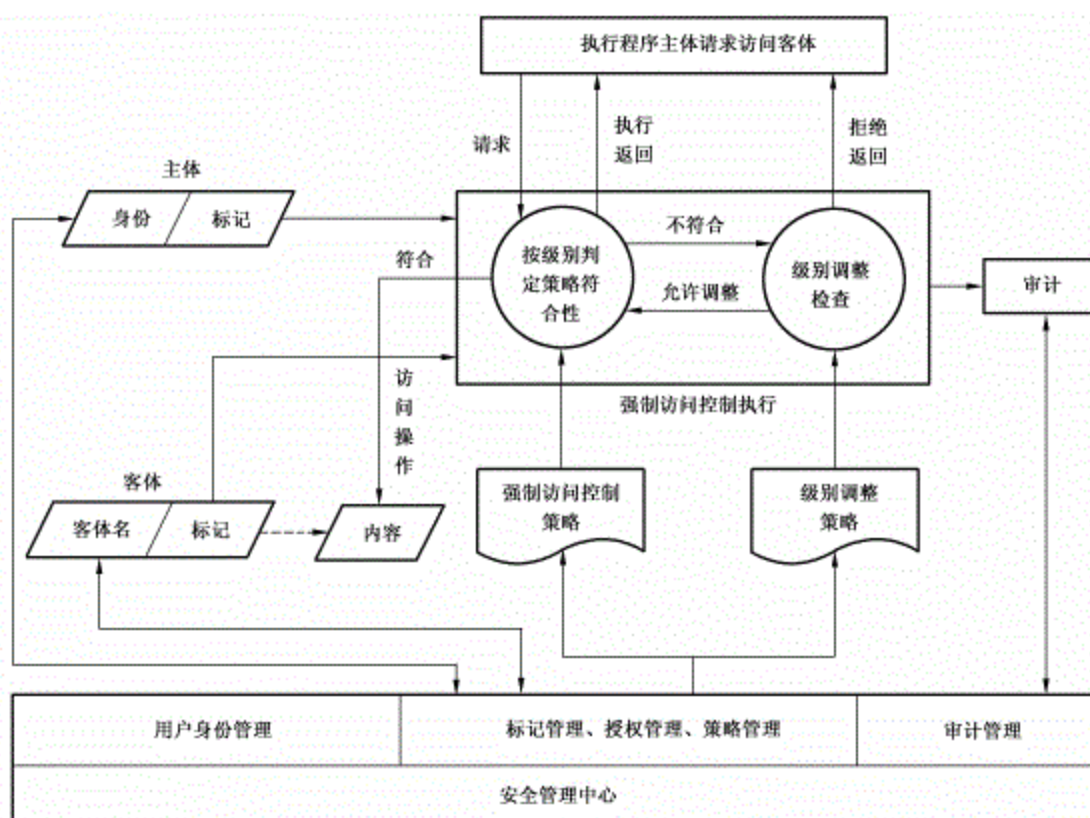 执行程序主体请求访问客体
请求
执行
返回
拒绝
返回
主体
身份
标记
符合
按级别判
定策略符
合性
不符合
允许调整
级别调整
检查
审计
强制访问控制执行
访
问
操
作
客体
客体名
标记
内容
强制访问控制
策略
级别调整
策略
用户身份管理
标记管理、授权管理、策略管理
审计管理
安全管理中心